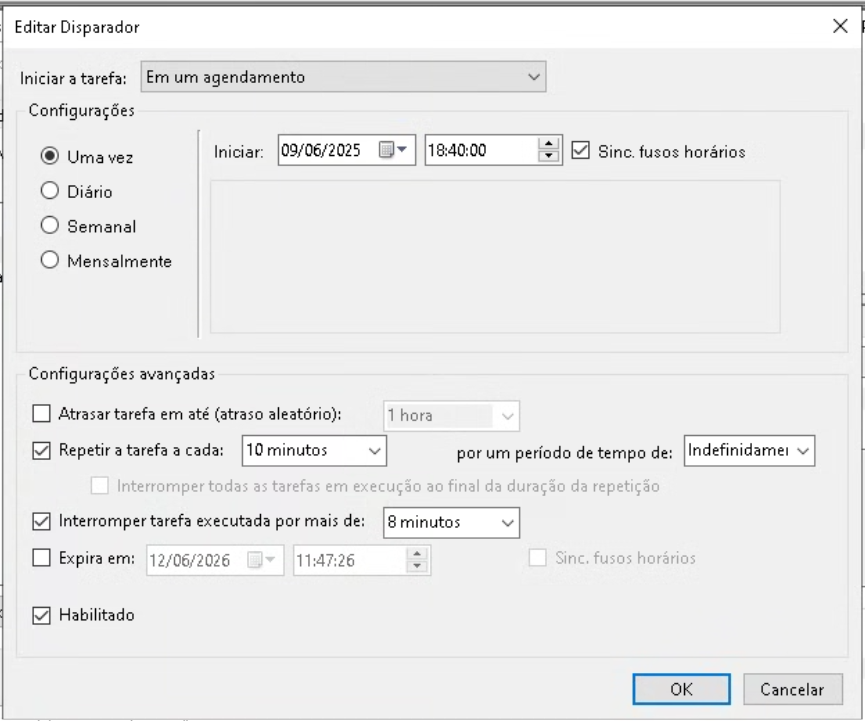 Editar Disparador
Iniciar a tarefa: Em um agendamento
Configurações
Uma vez
Diário
Semanal
Mensalmente
Iniciar: 09/06/2025 18:40:00 Sinc. fusos horários
Configurações avançadas
Atrasar tarefa em até (atraso aleatório): 1 hora
Repetir a tarefa a cada: 10 minutos por um período de tempo de: Indefinidamei
Interromper todas as tarefas em execução ao final da duração da repetição
Interromper tarefa executada por mais de: 8 minutos
Expira em: 12/06/2026 11:47:26 Sinc. fusos horários
Habilitado
OK Cancelar